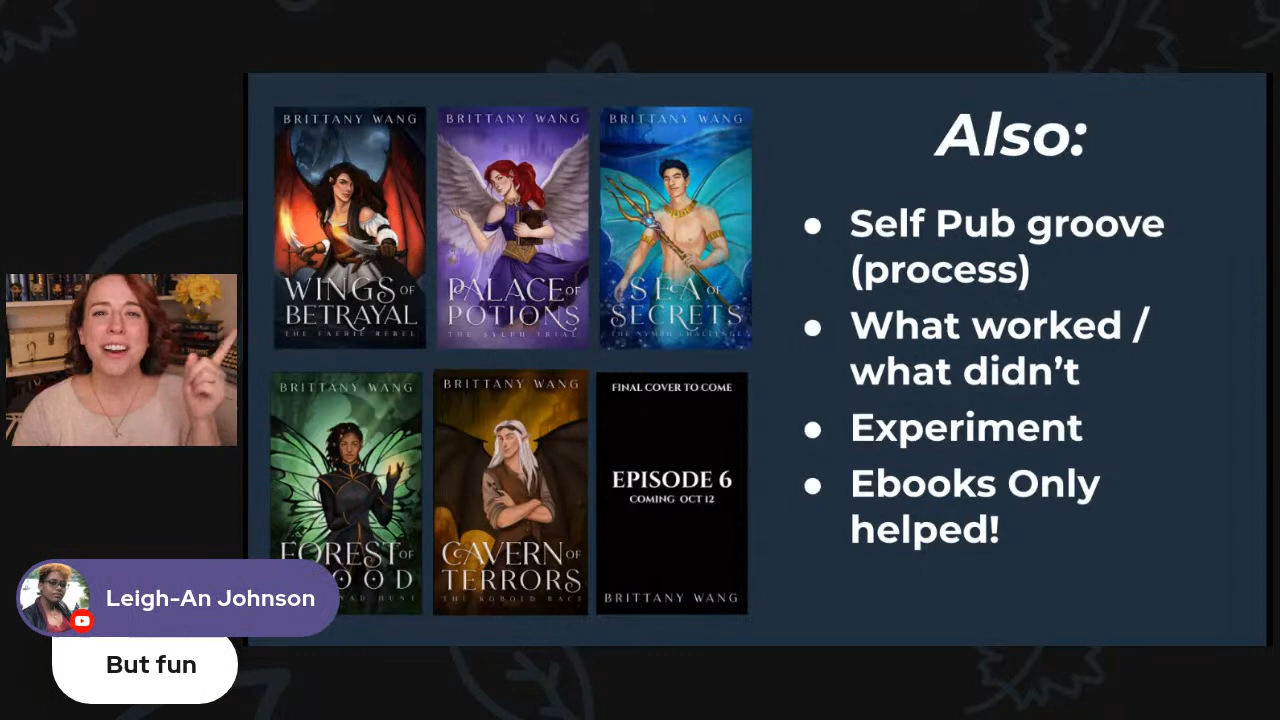 BRITTANY WANG
WINGS OF
BETRAYAL
THE FAERIE REBEL
BRITTANY WANG
PALACE OF
POTIONS
THE SYLPH TRIAL
BRITTANY WANG
SEA OF
SECRETS
THE NYMPH CHALLENGE
BRITTANY WANG
FOREST OF
OOD
HUNT
BRITTANY WANG
CAVERN OF
TERRORS
THE KOBOLD RACE
FINAL COVER TO COME
EPISODE 6
COMING OCT 12
BRITTANY WANG
Also:
● Self Pub groove
(process)
● What worked /
what didn’t
● Experiment
● Ebooks Only
helped!
Leigh-An Johnson
But fun